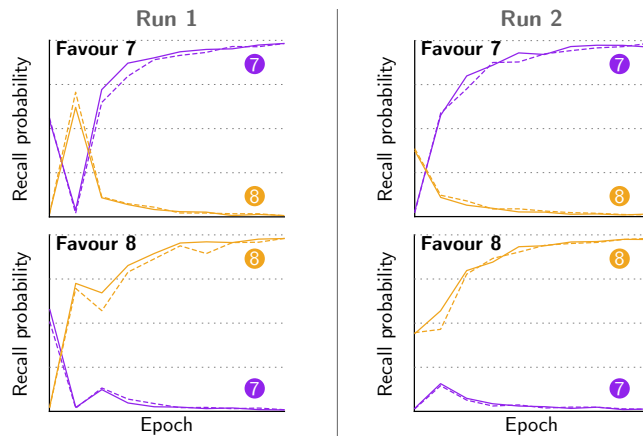 Run 1
Run 2
Favour 7
7
Recall probability
8
Favour 7
7
Recall probability
8
Favour 8
8
Recall probability
7
Epoch
Favour 8
8
Recall probability
7
Epoch